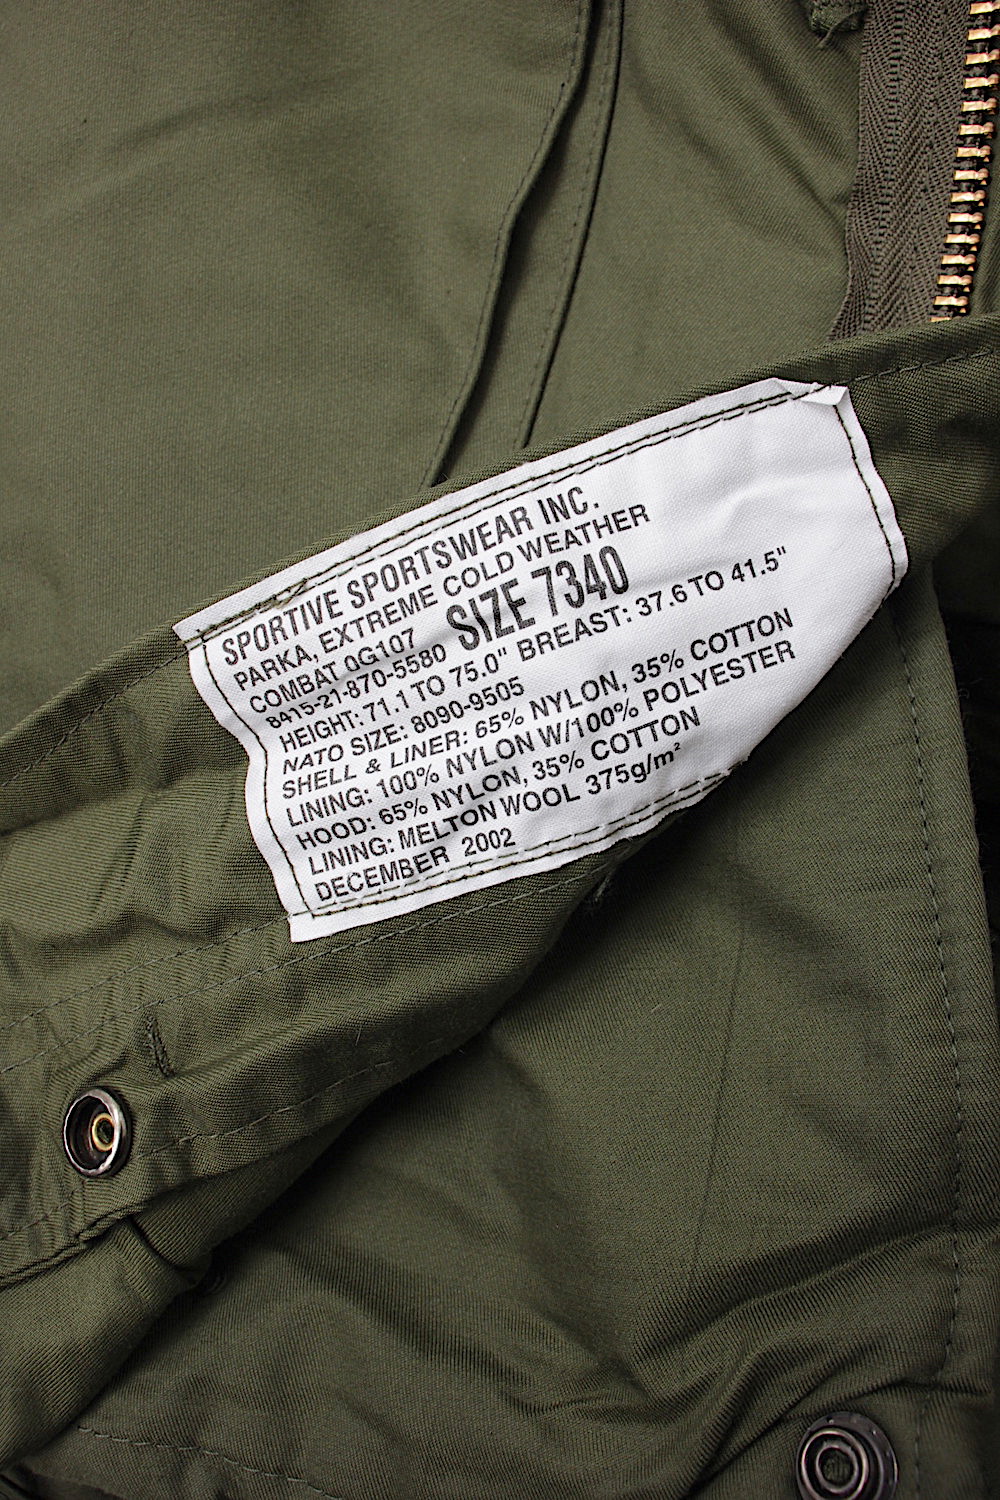 SPORTIVE SPORTSWEAR INC.
PARKA, EXTREME COLD WEATHER
COMBAT OG107 SIZE 7340
8415-21-870-5580
HEIGHT: 71.1 TO 75.0" BREAST: 37.6 TO 41.5"
NATO SIZE: 8090-9505
SHELL & LINER: 65% NYLON, 35% COTTON
LINING: 100% NYLON W/100% POLYESTER
HOOD: 65% NYLON, 35% COTTON
LINING: MELTON WOOL 375g/m²
DECEMBER 2002